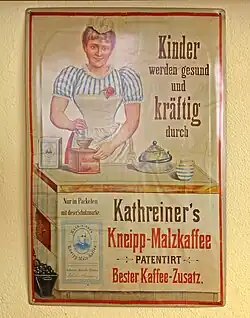 Kinder
werden gesund
und
kräftig
durch
Nur in Packeten
mit dieser Schutzmarke
Kathreiner's
Kneipp-Malzkaffee
PATENTIRT
Bester Kaffee-Zusatz.